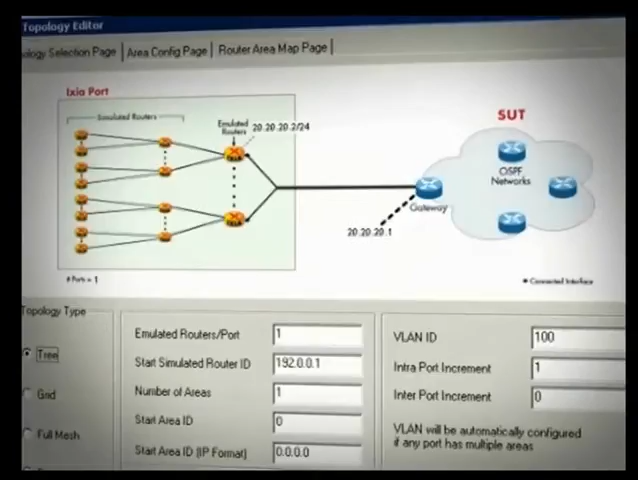 Topology Editor
ology Selection Page
Area Config Page
Router Area Map Page
Ixia Port
Simulated Routers
Emulated
Routers
20.20.20.2/24
SUT
OSPF
Networks
Gateway
20.20.20.1
# Ports = 1
Connected Interface
Topology Type
Tree
Grid
Full Mesh
Emulated Routers/Port 1
Start Simulated Router ID 192.0.0.1
Number of Areas 1
Start Area ID 0
Start Area ID (IP Format) 0.0.0.0
VLAN ID 100
Intra Port Increment 1
Inter Port Increment 0
VLAN will be automatically configured
if any port has multiple areas